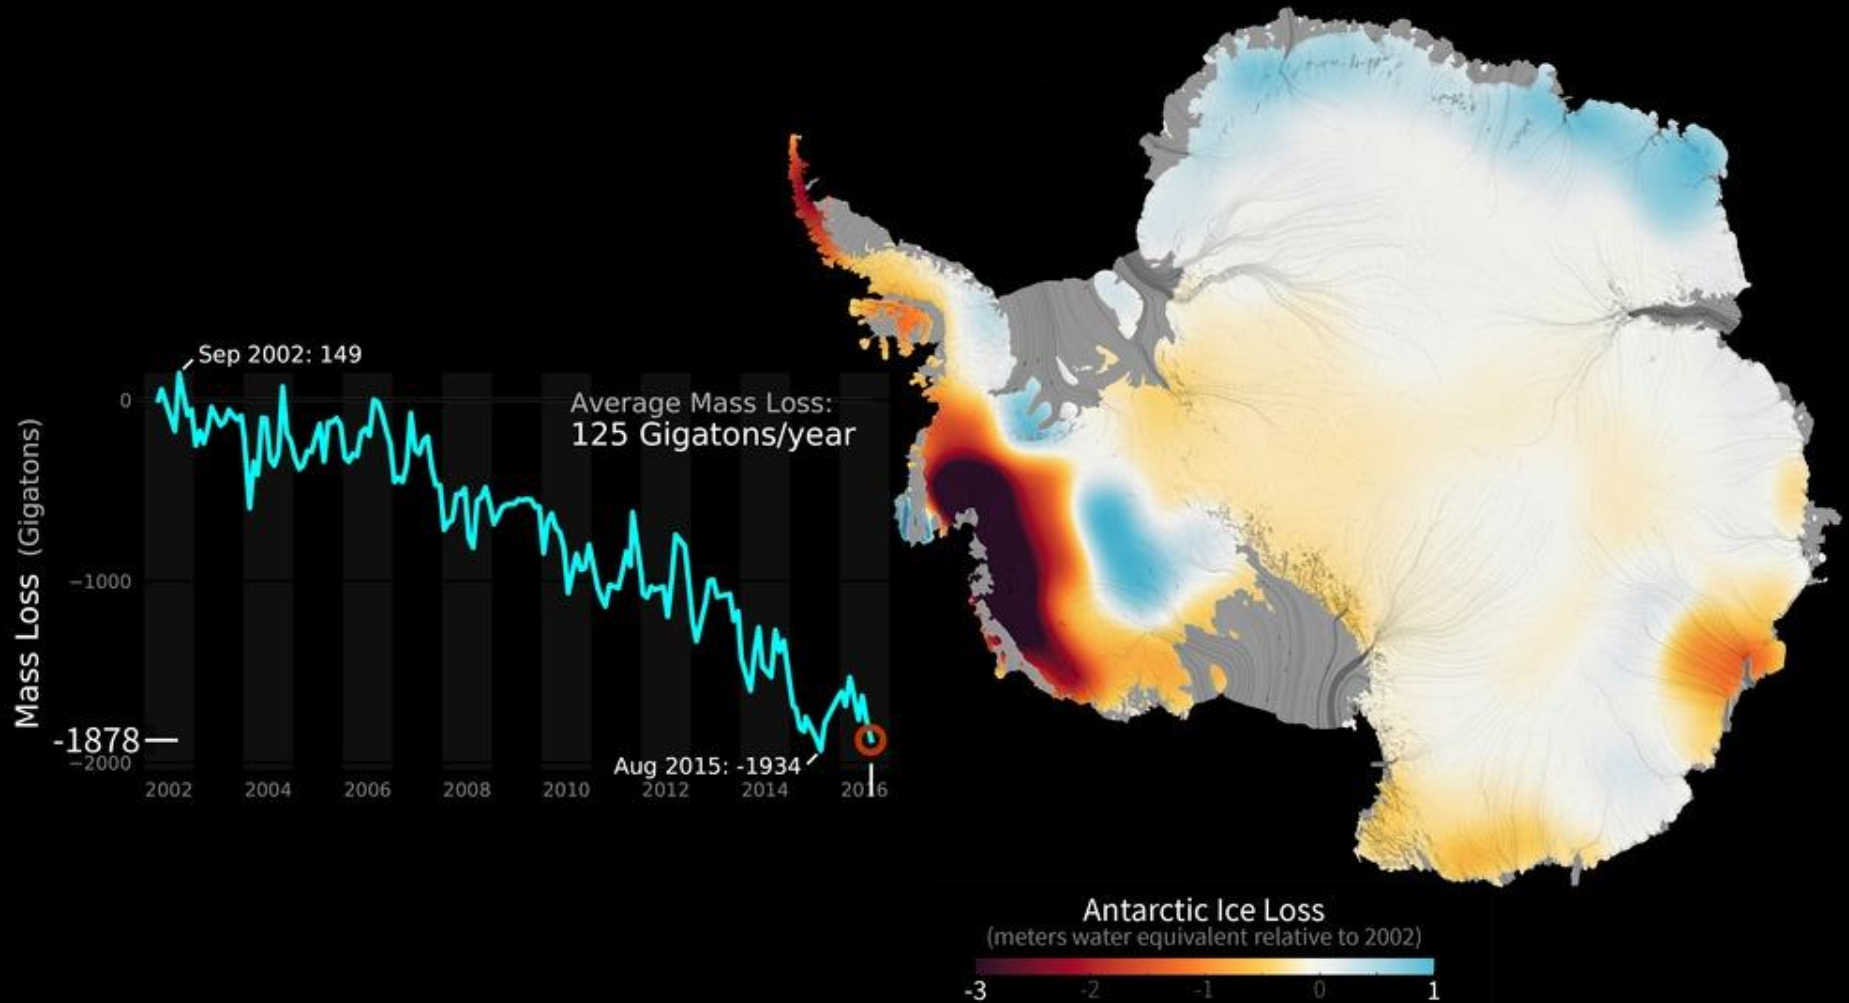 Sep 2002: 149
0
Average Mass Loss:
125 Gigatons/year
Mass Loss (Gigatons)
−1000
-1878
−2000
Aug 2015: -1934
2002 2004 2006 2008 2010 2012 2014 2016
Antarctic Ice Loss
(meters water equivalent relative to 2002)
-3 -2 -1 0 1